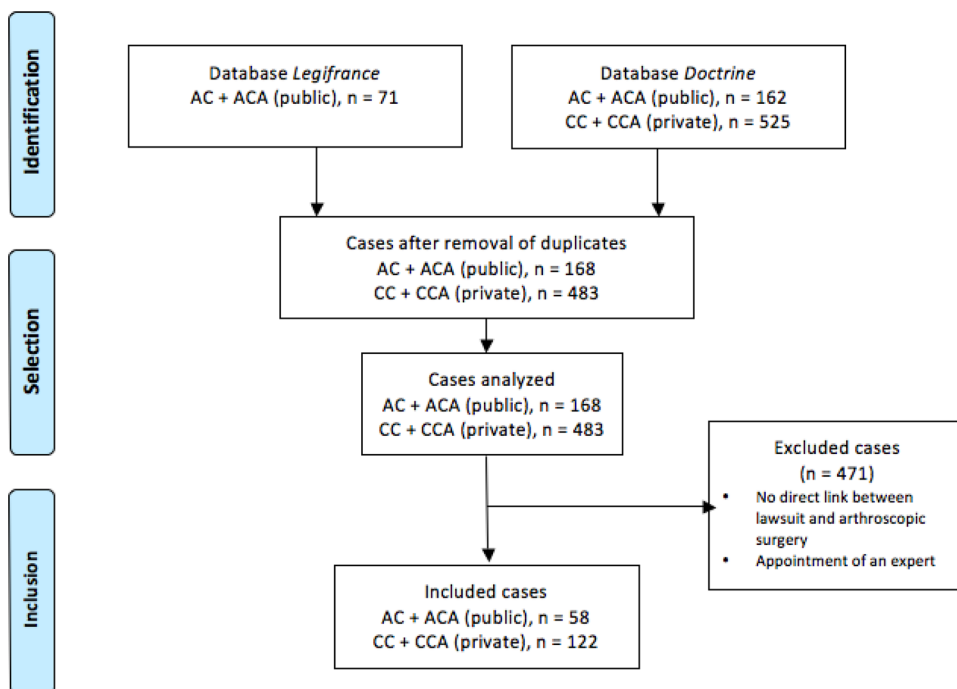 Identification
Database Legifrance
AC + ACA (public), n = 71
Database Doctrine
AC + ACA (public), n = 162
CC + CCA (private), n = 525
Cases after removal of duplicates
AC + ACA (public), n = 168
CC + CCA (private), n = 483
Selection
Cases analyzed
AC + ACA (public), n = 168
CC + CCA (private), n = 483
Excluded cases
(n = 471)
• No direct link between
lawsuit and arthroscopic
surgery
• Appointment of an expert
Inclusion
Included cases
AC + ACA (public), n = 58
CC + CCA (private), n = 122